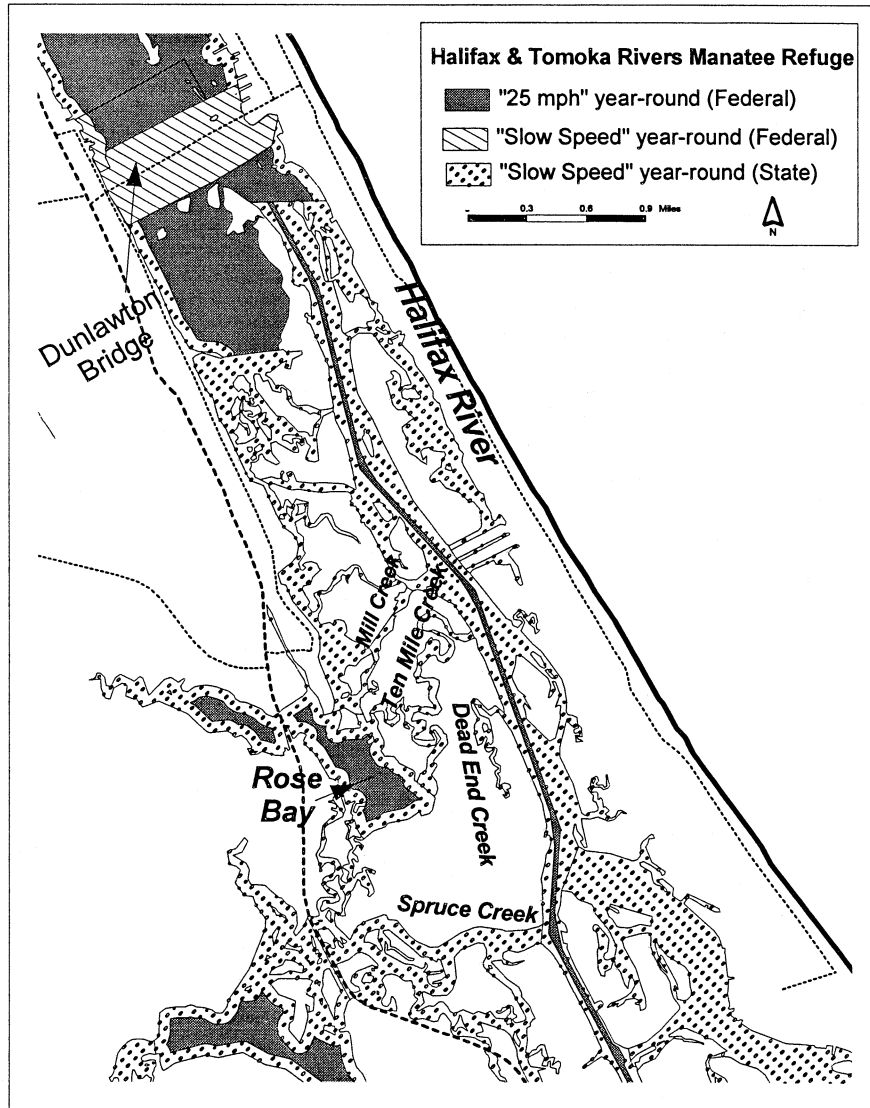 Halifax & Tomoka Rivers Manatee Refuge
"25 mph" year-round (Federal)
"Slow Speed" year-round (Federal)
"Slow Speed" year-round (State)
0.3 0.6 0.9 Miles
N
Dunlawton
Bridge
Halifax River
Mill Creek
Ten Mile Creek
Dead End Creek
Rose
Bay
Spruce Creek